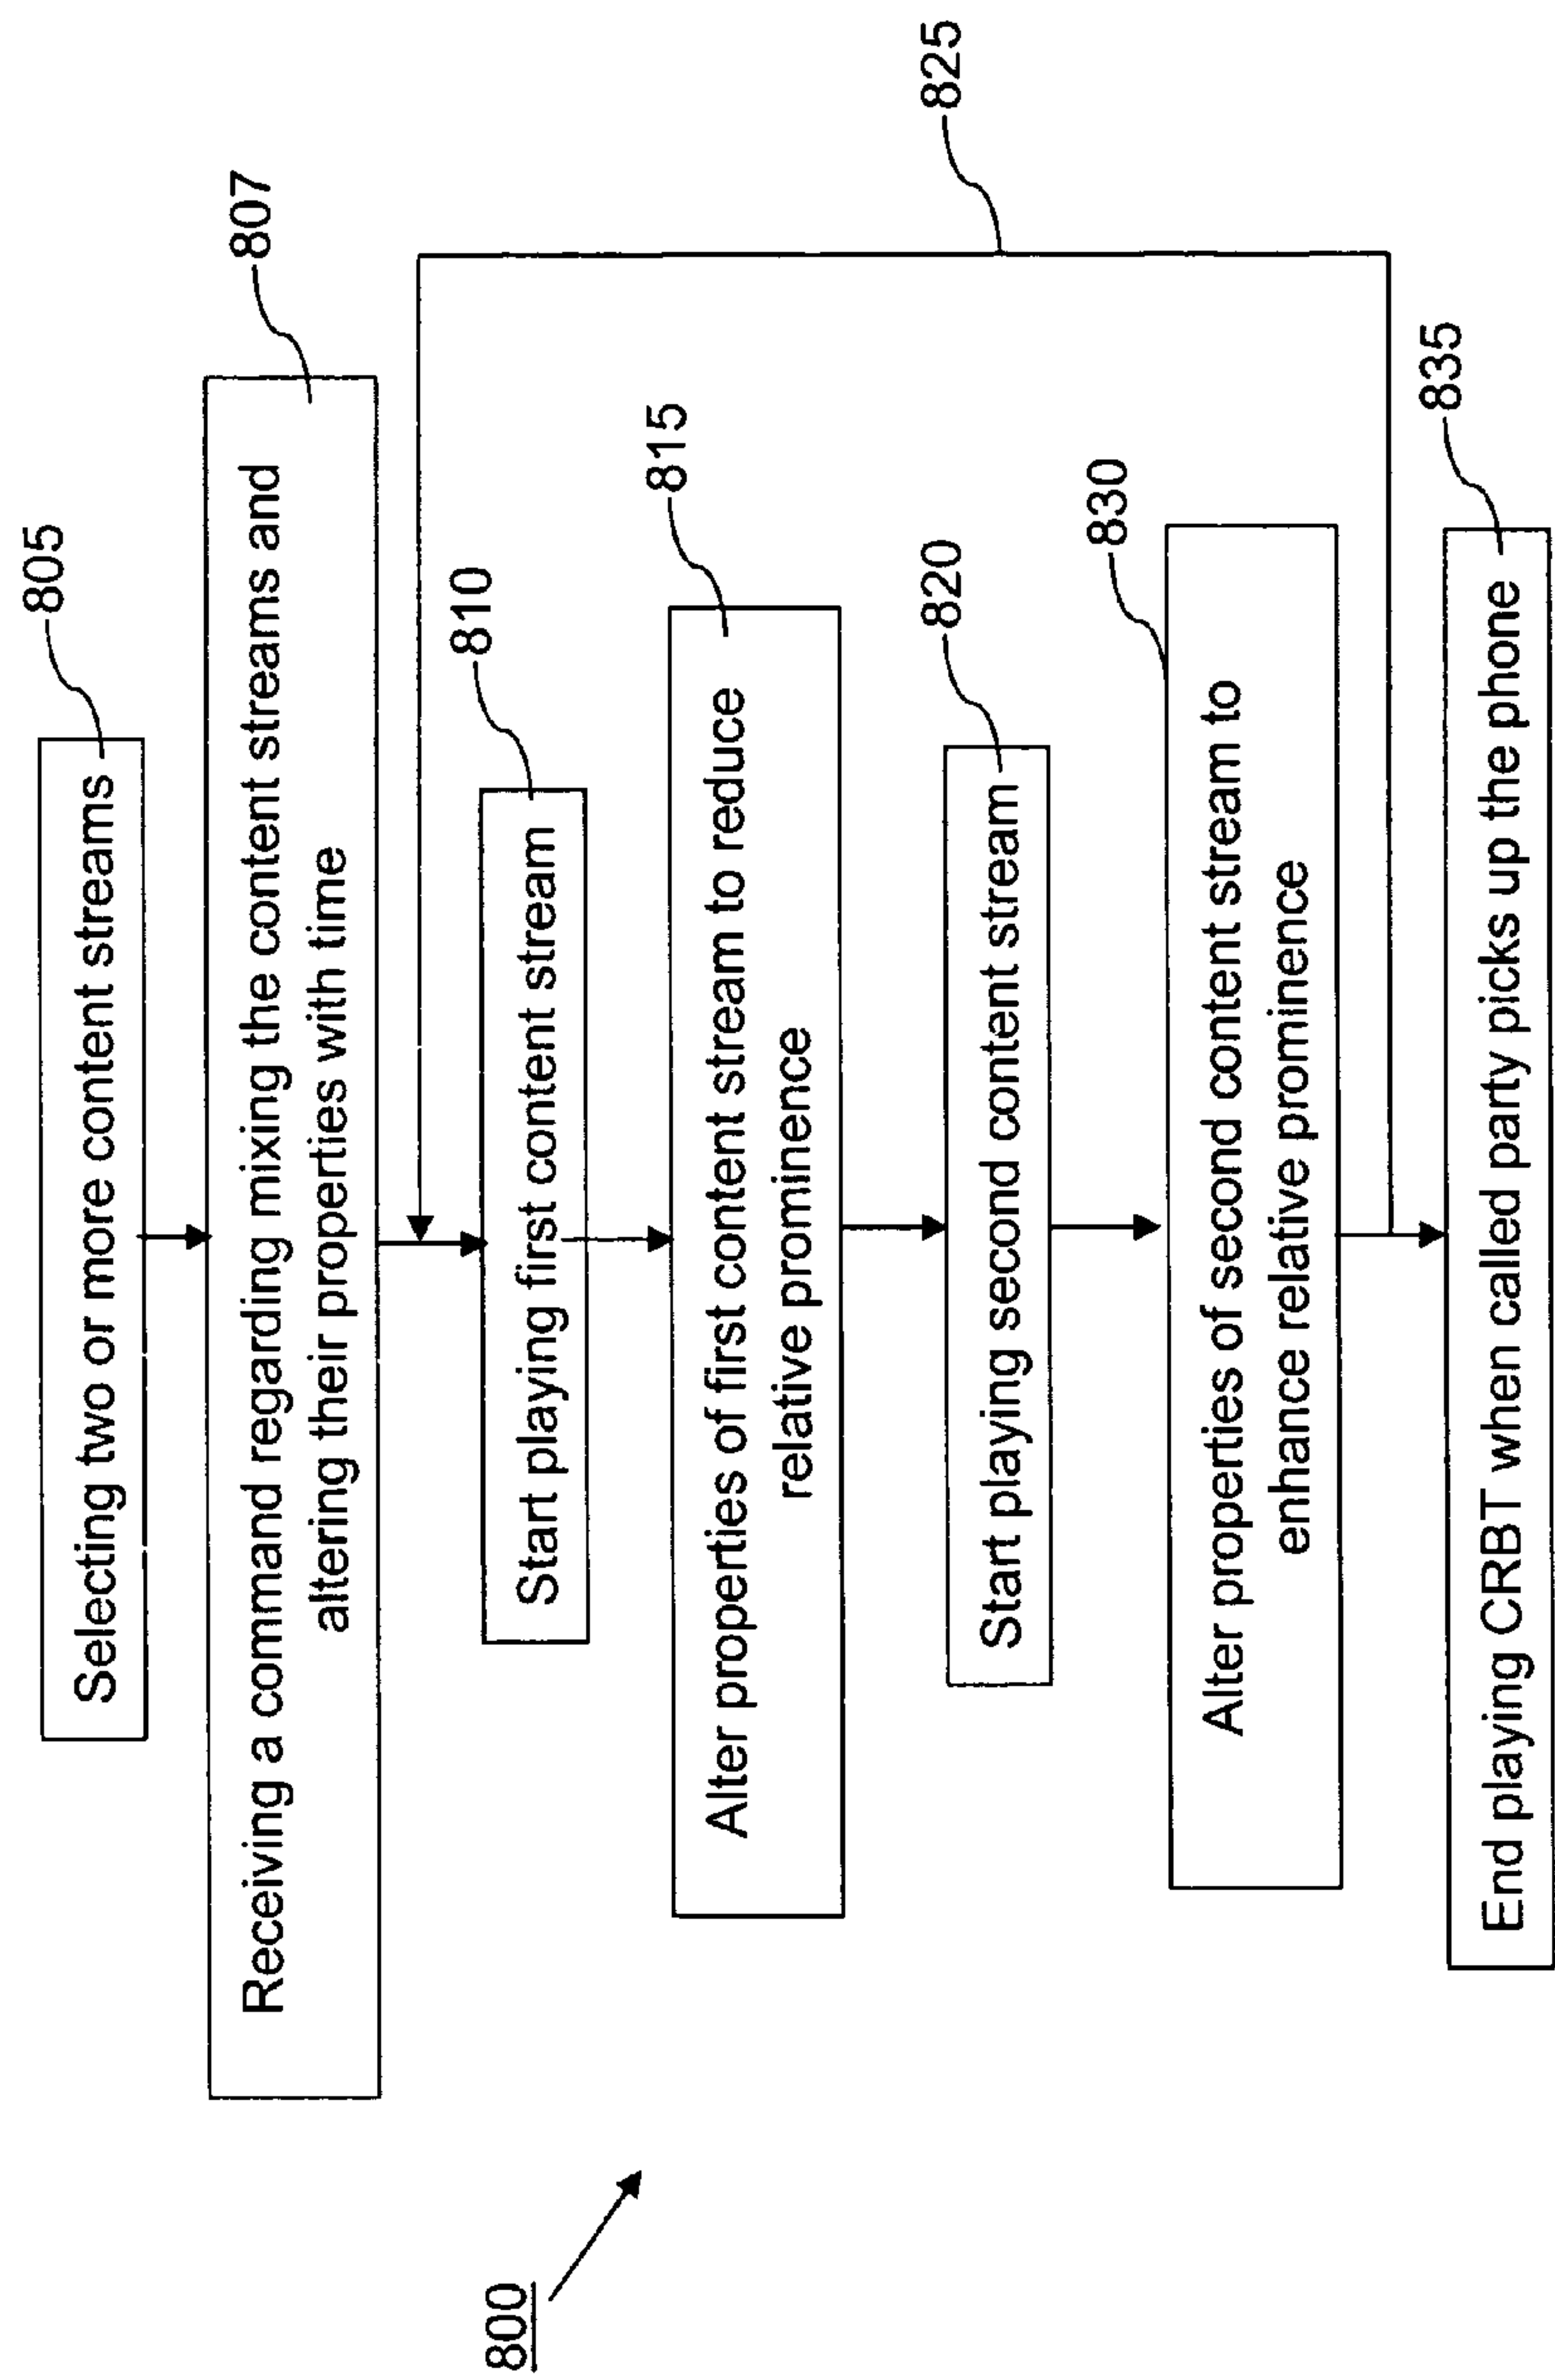 800
Selecting two or more content streams
805
Receiving a command regarding mixing the content streams and
altering their properties with time
807
Start playing first content stream
810
Alter properties of first content stream to reduce
relative prominence
815
Start playing second content stream
820
825
Alter properties of second content stream to
enhance relative prominence
830
End playing CRBT when called party picks up the phone
835